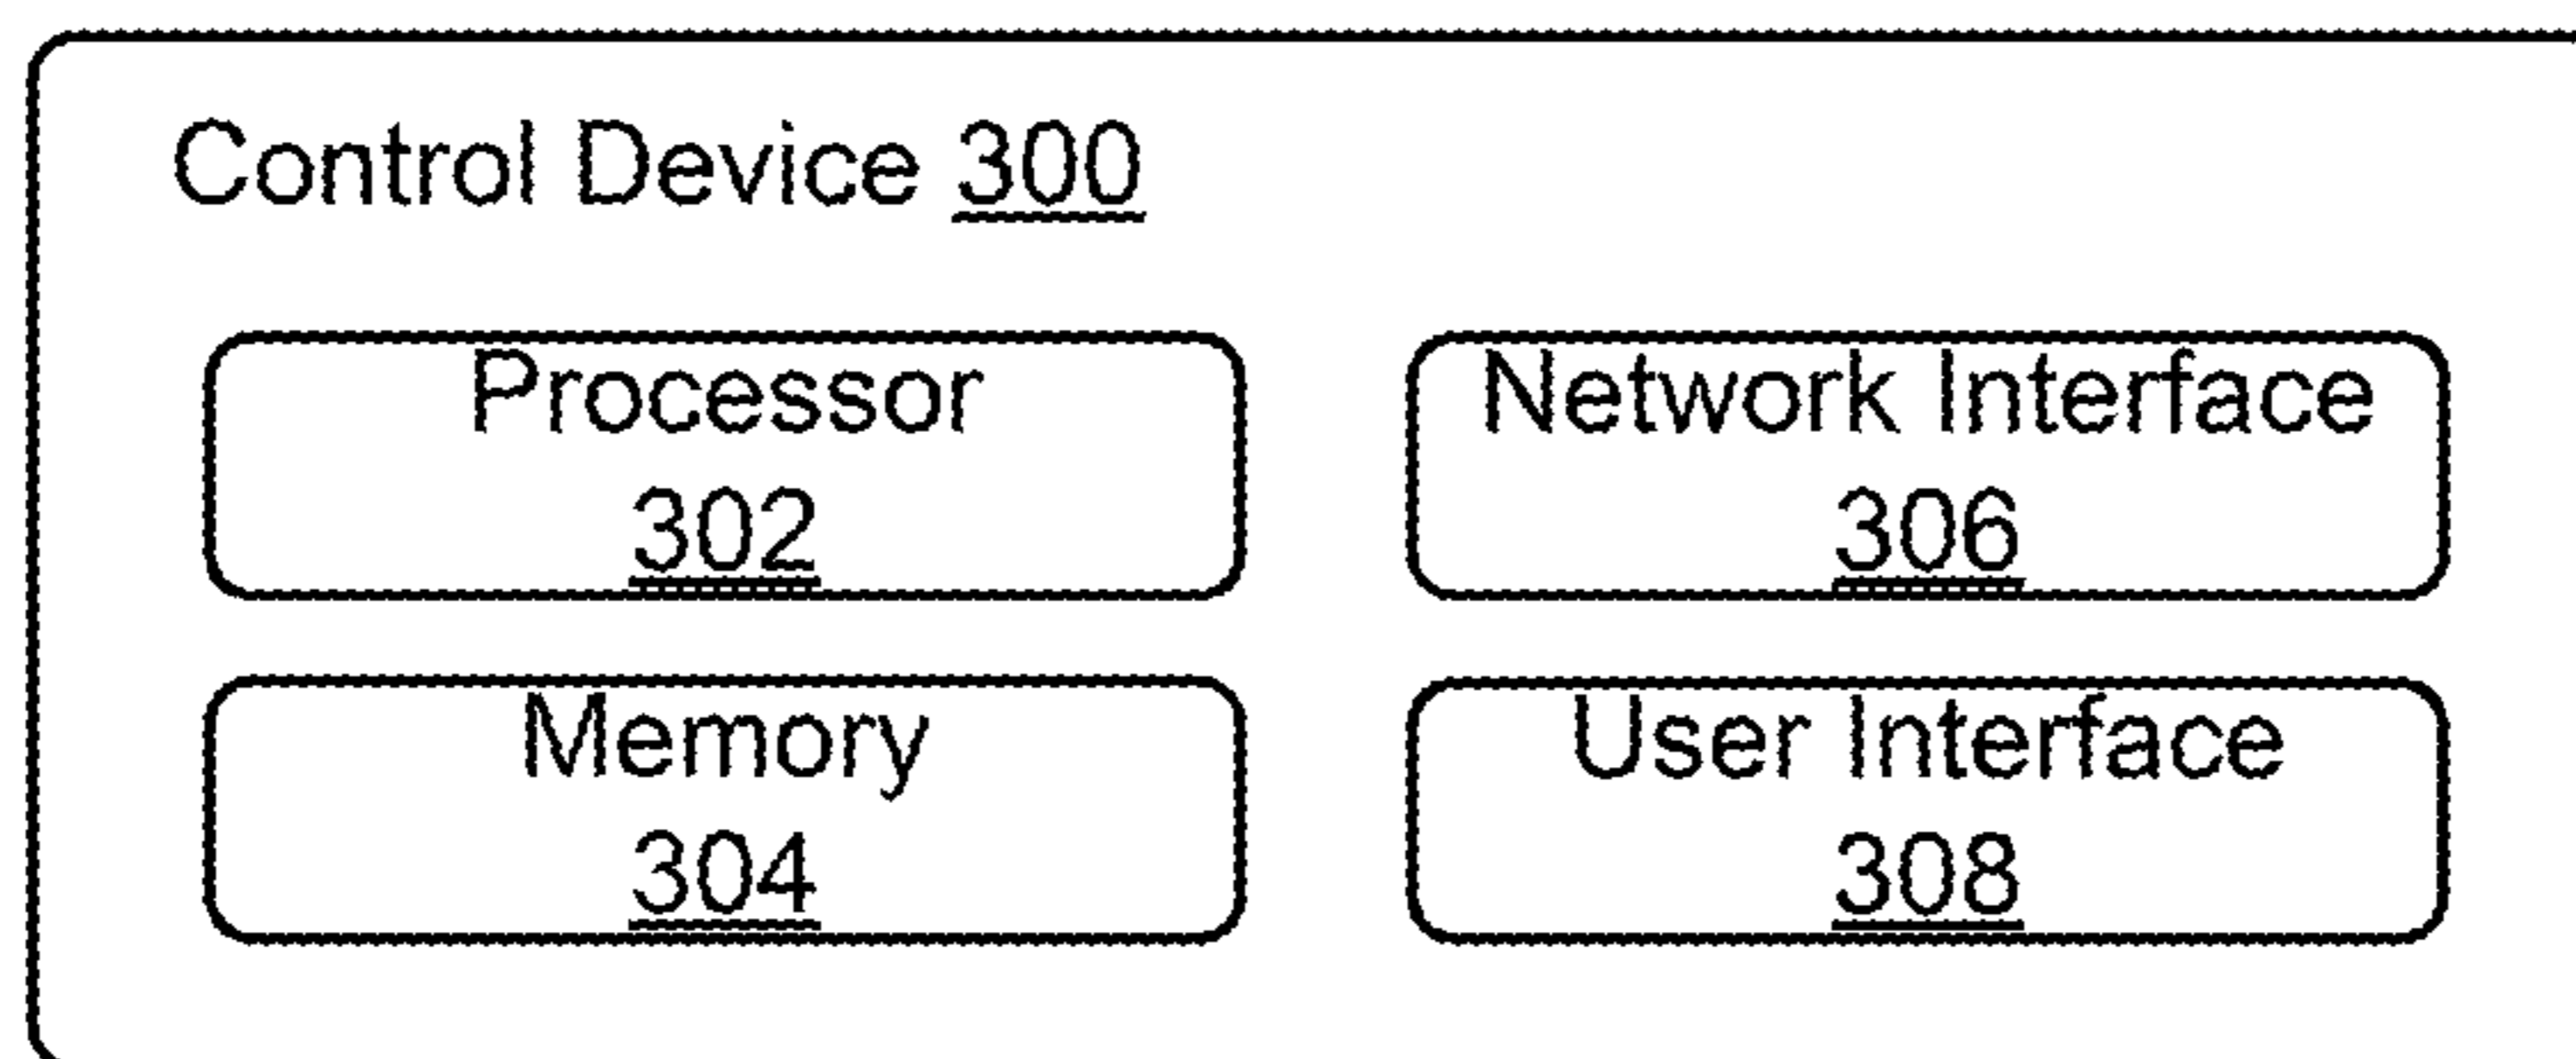 Control Device 300
Processor
302
Network Interface
306
Memory
304
User Interface
308